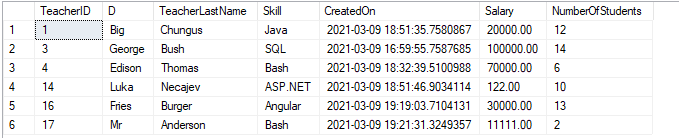 TeacherID D TeacherLastName Skill CreatedOn Salary NumberOfStudents
1 1 Big Chungus Java 2021-03-09 18:51:35.7580867 20000.00 12
2 3 George Bush SQL 2021-03-09 16:59:55.7587685 100000.00 14
3 4 Edison Thomas Bash 2021-03-09 18:32:39.5100988 70000.00 6
4 14 Luka Necajev ASP.NET 2021-03-09 18:51:46.9034114 122.00 10
5 16 Fries Burger Angular 2021-03-09 19:19:03.7104131 30000.00 13
6 17 Mr Anderson Bash 2021-03-09 19:21:31.3249357 11111.00 2